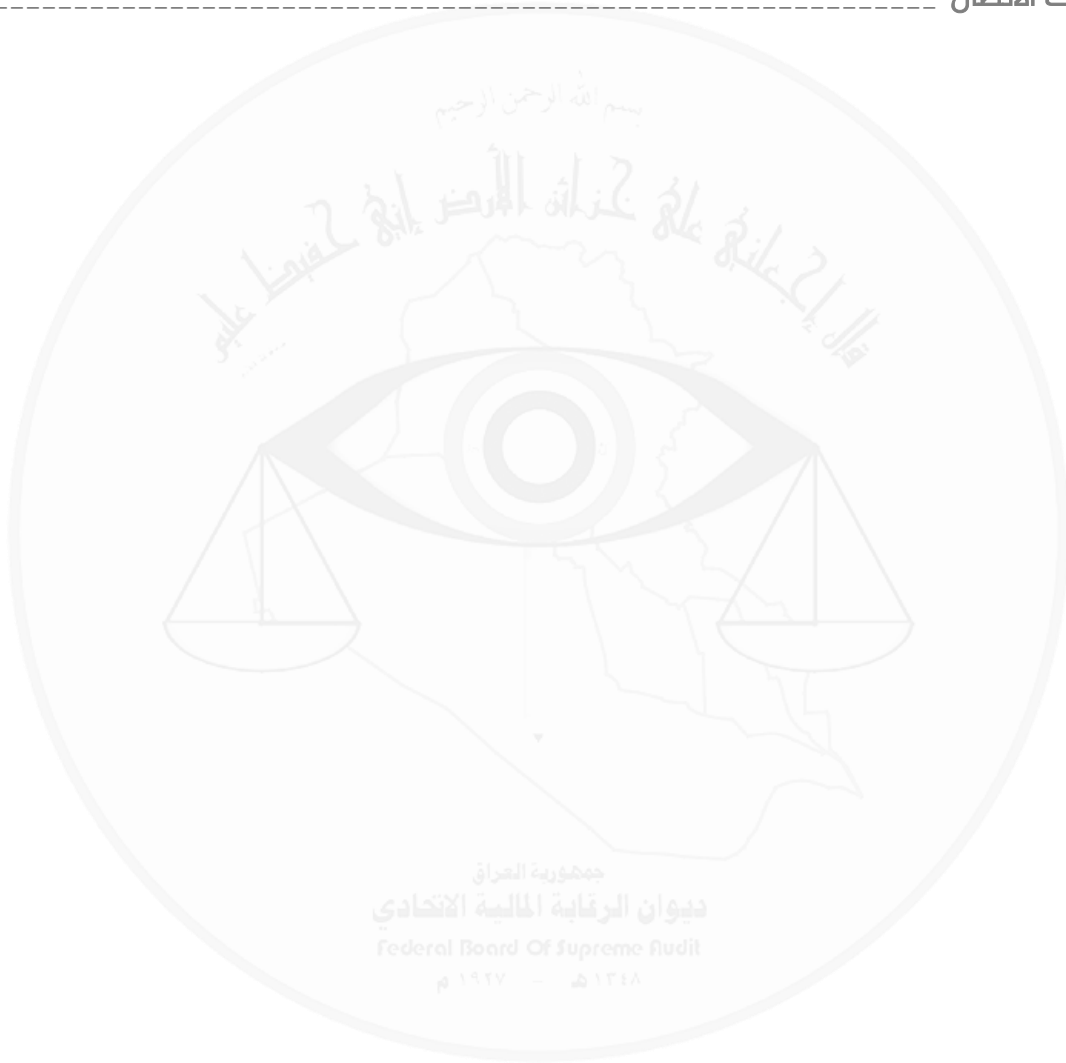 بسم الله الرحمن الرحيم
قال إجعلني على خزائن الأرض إني حفيظ عليم
جمهورية العراق
ديوان الرقابة المالية الاتحادي
Federal Board Of Supreme Audit
١٣٤٨ هـ – ١٩٢٧ م